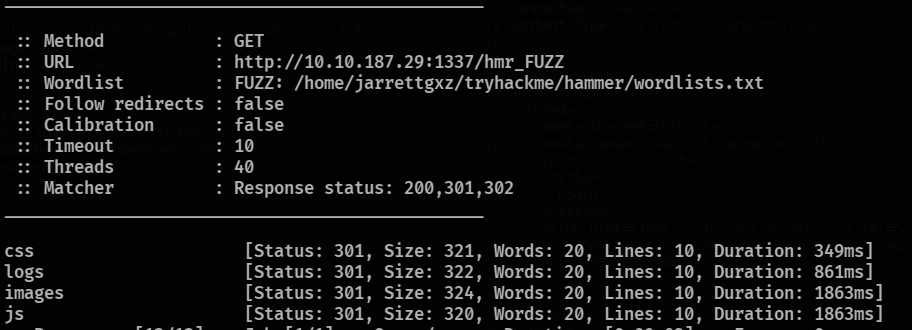 :: Method : GET
:: URL : http://10.10.187.29:1337/hmr_FUZZ
:: Wordlist : FUZZ: /home/jarrettgxz/tryhackme/hammer/wordlists.txt
:: Follow redirects : false
:: Calibration : false
:: Timeout : 10
:: Threads : 40
:: Matcher : Response status: 200,301,302
css [Status: 301, Size: 321, Words: 20, Lines: 10, Duration: 349ms]
logs [Status: 301, Size: 322, Words: 20, Lines: 10, Duration: 861ms]
images [Status: 301, Size: 324, Words: 20, Lines: 10, Duration: 1863ms]
js [Status: 301, Size: 320, Words: 20, Lines: 10, Duration: 1863ms]